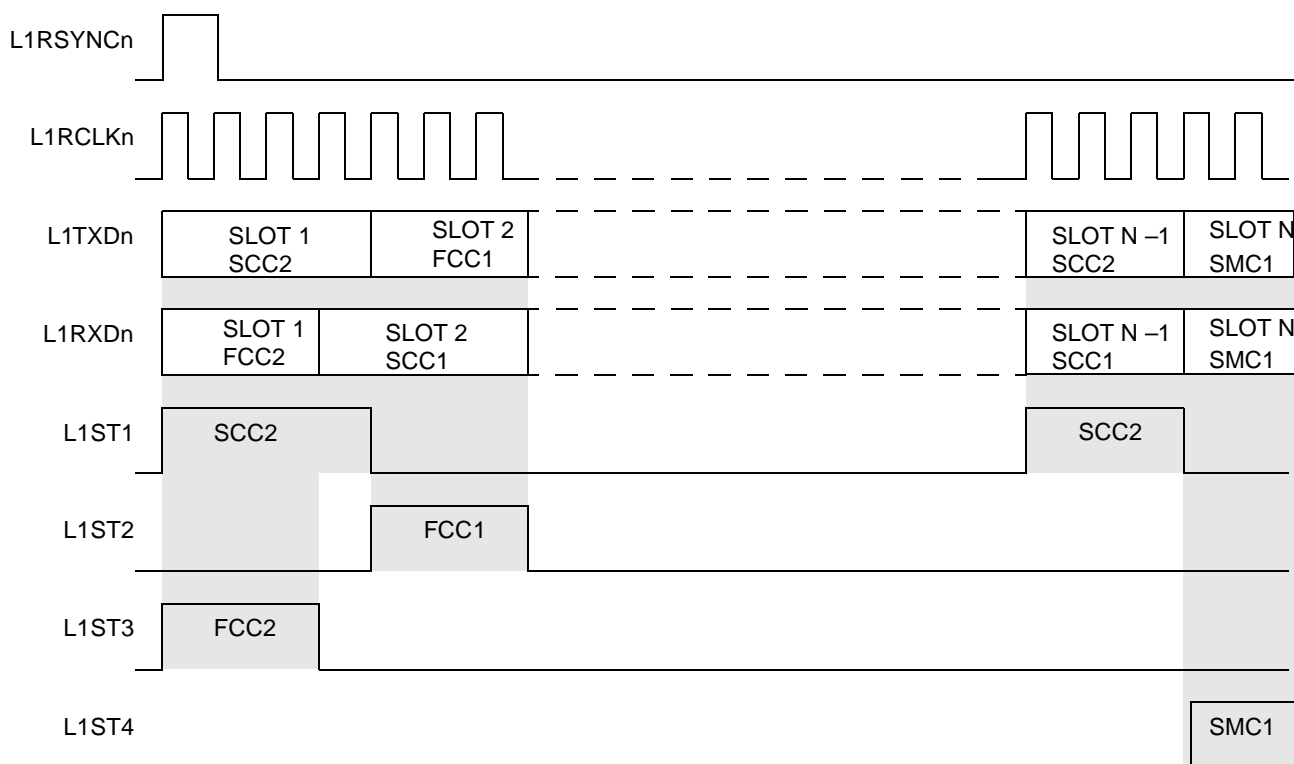 L1RSYNCn
L1RCLKn
L1TXDn
SLOT 1
SCC2
SLOT 2
FCC1
SLOT N –1
SCC2
SLOT N
SMC1
L1RXDn
SLOT 1
FCC2
SLOT 2
SCC1
SLOT N –1
SCC1
SLOT N
SMC1
L1ST1
SCC2
SCC2
L1ST2
FCC1
L1ST3
FCC2
L1ST4
SMC1